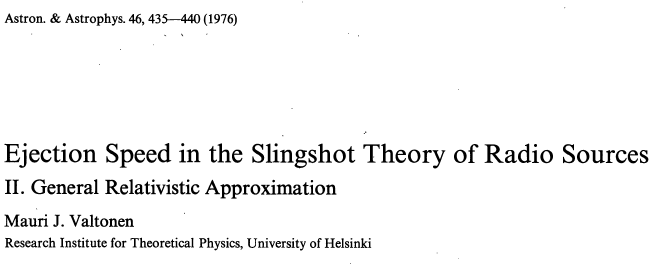 Astron. & Astrophys. 46, 435—440 (1976)
Ejection Speed in the Slingshot Theory of Radio Sources
II. General Relativistic Approximation
Mauri J. Valtonen
Research Institute for Theoretical Physics, University of Helsinki